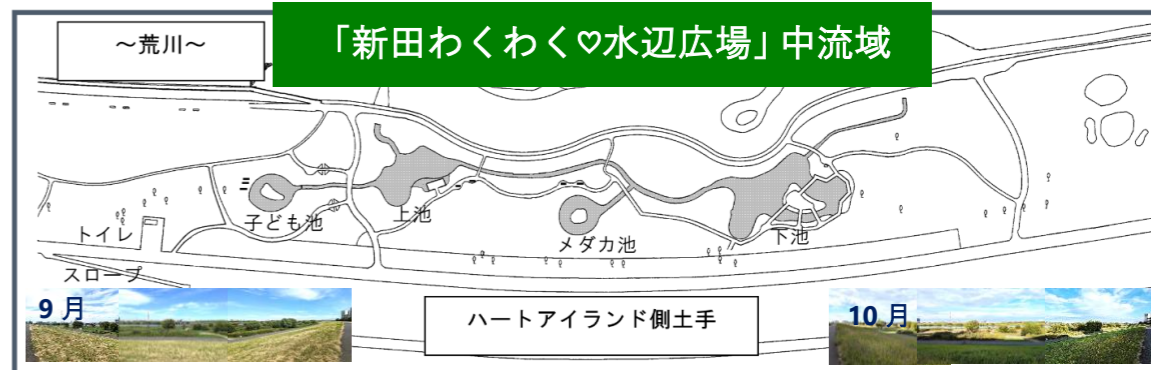 ～荒川～
「新田わくわく♡水辺広場」中流域
子ども池
上池
メダカ池
下池
トイレ
スロープ
9月
ハートアイランド側土手
10月